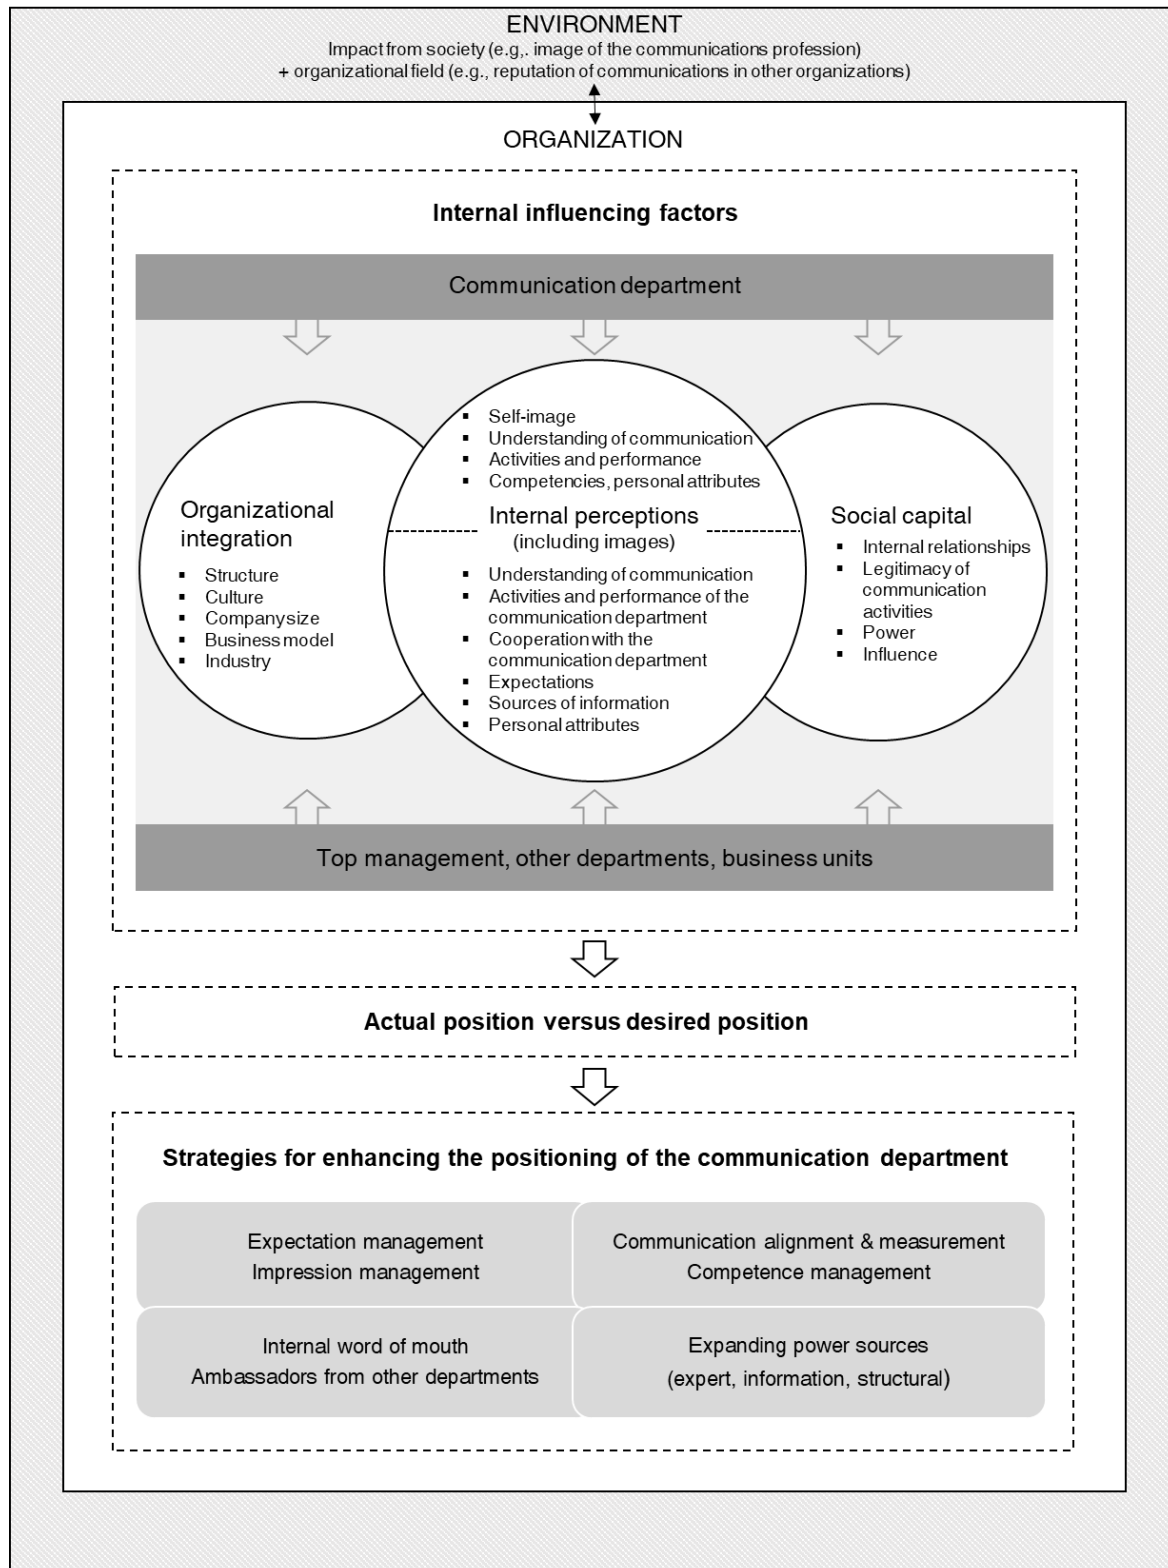 ENVIRONMENT
Impact from society (e.g,. image of the communications profession)
+ organizational field (e.g., reputation of communications in other organizations)
ORGANIZATION
Internal influencing factors
Communication department
▪ Self-image
▪ Understanding of communication
▪ Activities and performance
▪ Competencies, personal attributes
Internal perceptions
(including images)
▪ Understanding of communication
▪ Activities and performance of the
communication department
▪ Cooperation with the
communication department
▪ Expectations
▪ Sources of information
▪ Personal attributes
Organizational
integration
▪ Structure
▪ Culture
▪ Company size
▪ Business model
▪ Industry
Social capital
▪ Internal relationships
▪ Legitimacy of
communication
activities
▪ Power
▪ Influence
Top management, other departments, business units
Actual position versus desired position
Strategies for enhancing the positioning of the communication department
Expectation management
Impression management
Communication alignment & measurement
Competence management
Internal word of mouth
Ambassadors from other departments
Expanding power sources
(expert, information, structural)